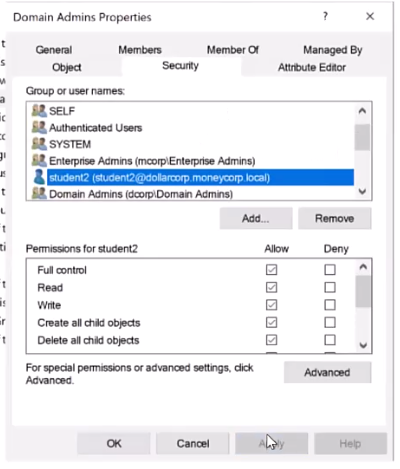 Domain Admins Properties
? ×
General Members Member Of Managed By
Object Security Attribute Editor
Group or user names:
SELF
Authenticated Users
SYSTEM
Enterprise Admins (mcorp\Enterprise Admins)
student2 (student2@dollarcorp.moneycorp.local)
Domain Admins (dcorp\Domain Admins)
Add... Remove
Permissions for student2 Allow Deny
Full control
Read
Write
Create all child objects
Delete all child objects
For special permissions or advanced settings, click
Advanced.
Advanced
OK Cancel Apply Help